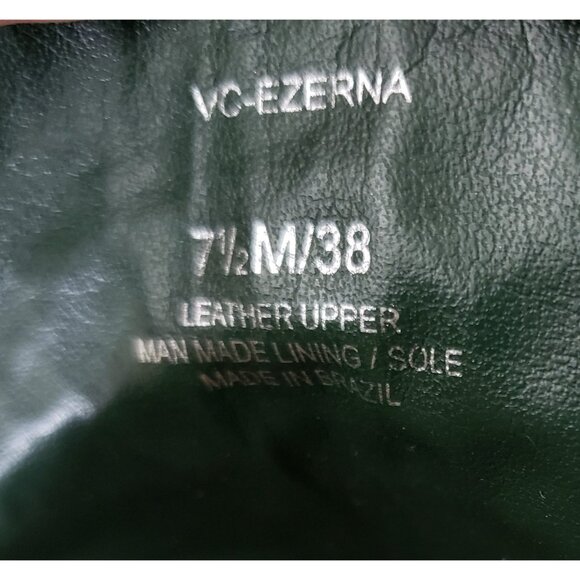 VC-EZERNA
7½M/38
LEATHER UPPER
MAN MADE LINING / SOLE
MADE IN BRAZIL